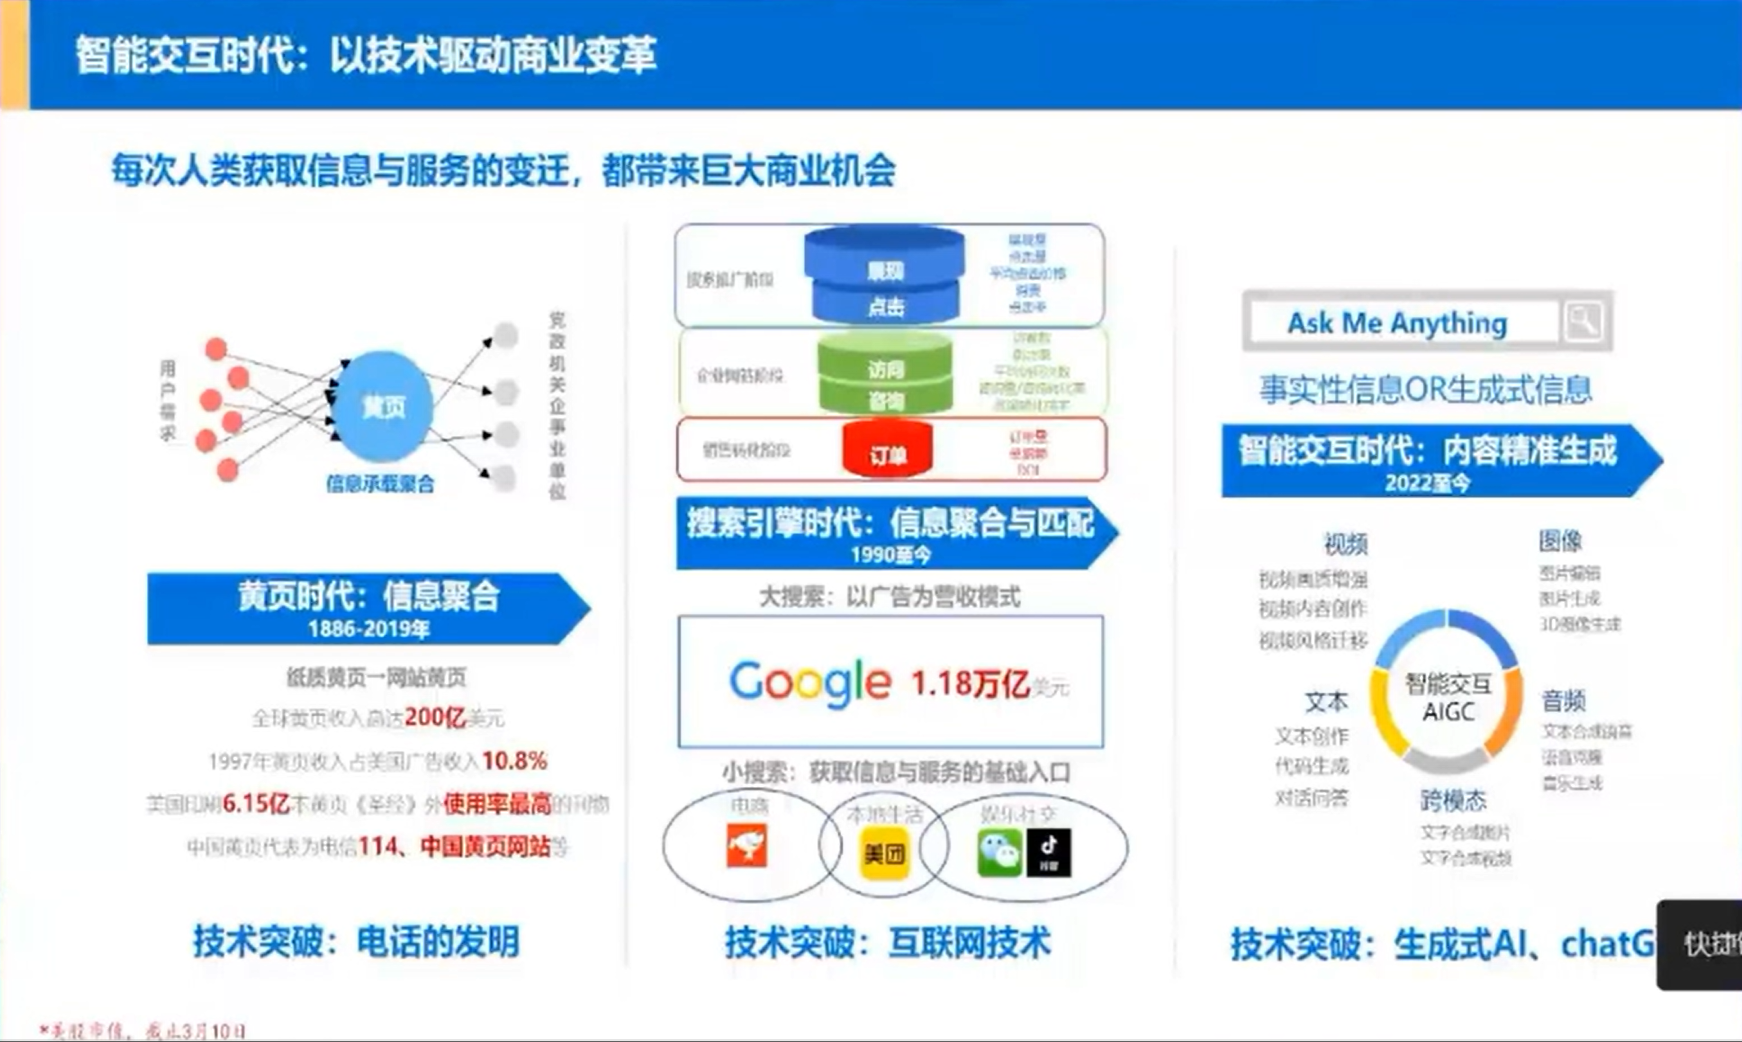 智能交互时代：以技术驱动商业变革
每次人类获取信息与服务的变迁，都带来巨大商业机会
用户需求
黄页
党政机关企事业单位
信息承载聚合
黄页时代：信息聚合
1886-2019年
纸质黄页—网站黄页
全球黄页收入高达200亿美元
1997年黄页收入占美国广告收入10.8%
美国印刷6.15亿本黄页《圣经》外使用率最高的刊物
中国黄页代表为电信114、中国黄页网站等
技术突破：电话的发明
搜索推广阶段
展现
点击
展现量
点击量
平均点击价格
消费
点击率
企业网站阶段
访问
咨询
销售转化阶段
订单
订单量
ROI
搜索引擎时代：信息聚合与匹配
1990至今
大搜索：以广告为营收模式
Google 1.18万亿美元
小搜索：获取信息与服务的基础入口
电商
本地生活
娱乐社交
美团
技术突破：互联网技术
Ask Me Anything
事实性信息OR生成式信息
智能交互时代：内容精准生成
2022至今
视频
视频画质增强
视频内容创作
视频风格迁移
图像
图片编辑
图片生成
3D图像生成
智能交互
AIGC
文本
文本创作
代码生成
对话问答
音频
文本合成语音
语音克隆
音乐生成
跨模态
文字合成图片
文字合成视频
技术突破：生成式AI、chatG
快捷
*美股市值，截止3月10日